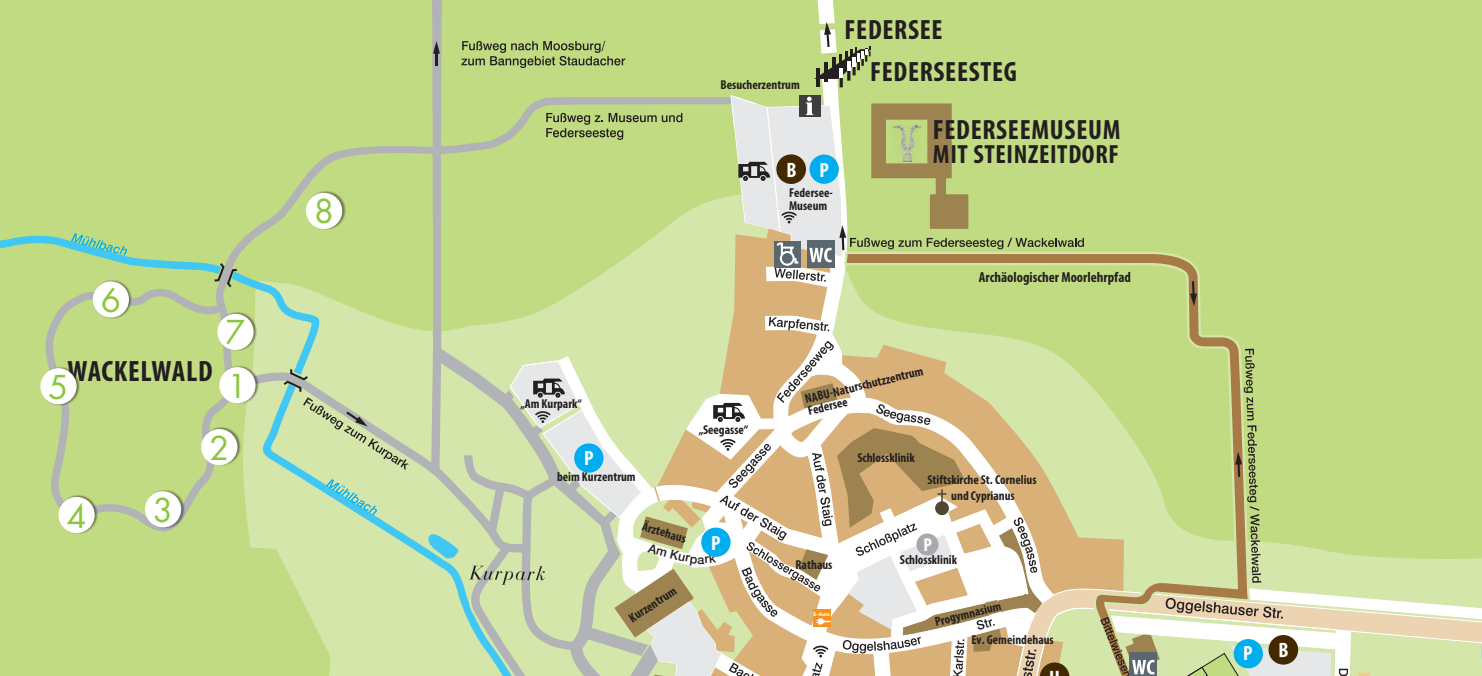 FEDERSEE
Fußweg nach Moosburg/
zum Banngebiet Staudacher
FEDERSEESTEG
Besucherzentrum
i
Fußweg z. Museum und
Federseesteg
FEDERSEEMUSEUM
MIT STEINZEITDORF
B
P
Federsee-
Museum
8
Mühlbach
WC
Fußweg zum Federseesteg / Wackelwald
Archäologischer Moorlehrpfad
Wellerstr.
6
7
Karpfenstr.
WACKELWALD
5
1
Fußweg zum Kurpark
2
3
4
Mühlbach
Federseeweg
NABU-Naturschutzzentrum
Federsee
„Am Kurpark“
„Seegasse“
Seegasse
Seegasse
Fußweg zum Federseesteg / Wackelwald
P
beim Kurzentrum
Auf der Staig
Schlossklinik
Stiftskirche St. Cornelius
und Cyprianus
Auf der Staig
Ärztehaus
P
Am Kurpark
Schloßplatz
P
Schlossklinik
Seegasse
Schlossergasse
Rathaus
Badgasse
Kurpark
Kurzentrum
E-Auto
Progymnasium
Oggelshauser
Str.
Oggelshauser Str.
Ev. Gemeindehaus
Karlstr.
Bittelwieser
WC
P
B